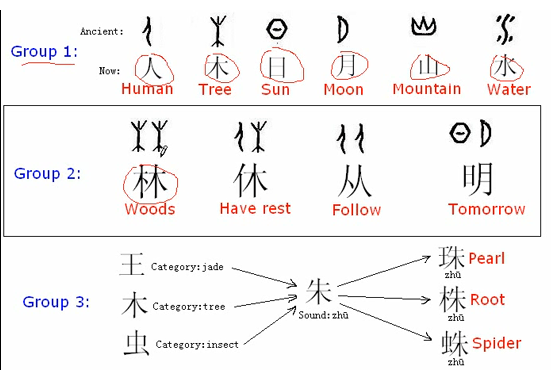 Ancient:
Group 1:
Now: 人 木 日 月 山 水
Human Tree Sun Moon Mountain Water
Group 2:
林 休 从 明
Woods Have rest Follow Tomorrow
Group 3:
王 Category:jade
木 Category:tree
虫 Category:insect
朱
Sound:zhū
珠 Pearl
zhū
株 Root
zhū
蛛 Spider
zhū